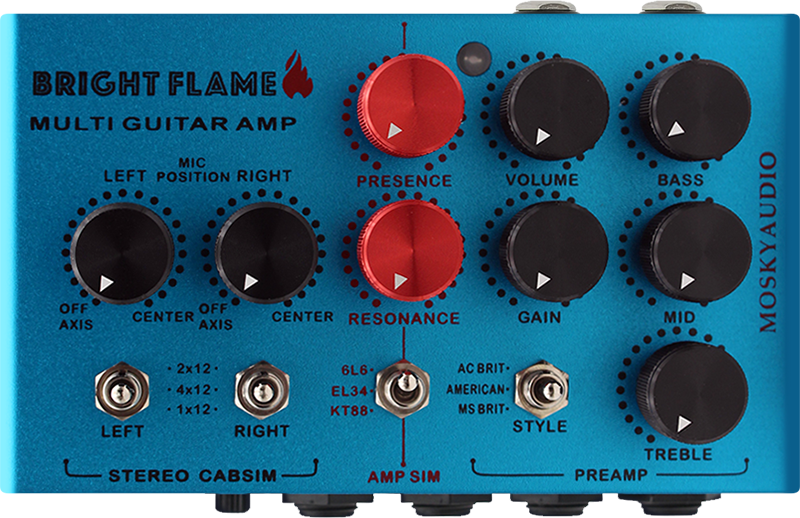 BRIGHT FLAME
MULTI GUITAR AMP
MIC
LEFT POSITION RIGHT
OFF
AXIS
CENTER
OFF
AXIS
CENTER
PRESENCE
VOLUME
BASS
RESONANCE
GAIN
MID
MOSKYAUDIO
2x12
4x12
1x12
LEFT
RIGHT
6L6
EL34
KT88
AC BRIT
AMERICAN
MS BRIT
STYLE
TREBLE
STEREO CABSIM
AMP SIM
PREAMP